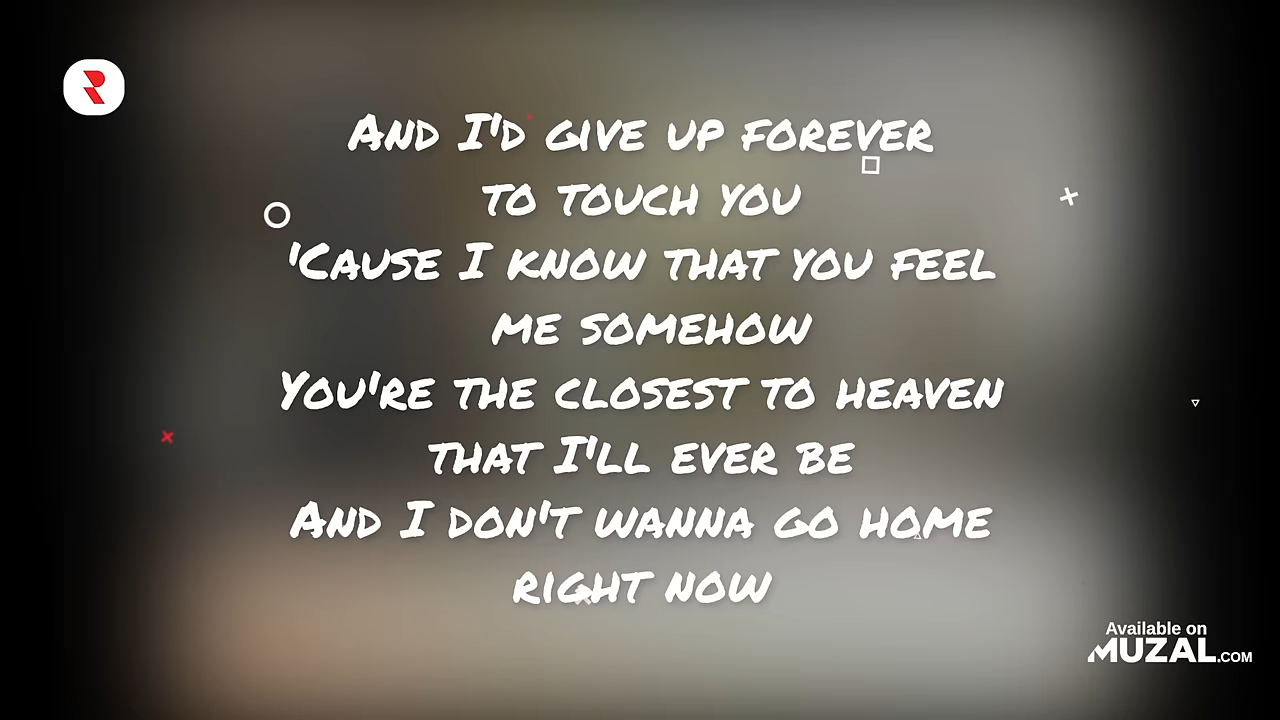 And I'd give up forever
to touch you
'Cause I know that you feel
me somehow
You're the closest to heaven
that I'll ever be
And I don't wanna go home
right now
Available on
MUZAL.COM